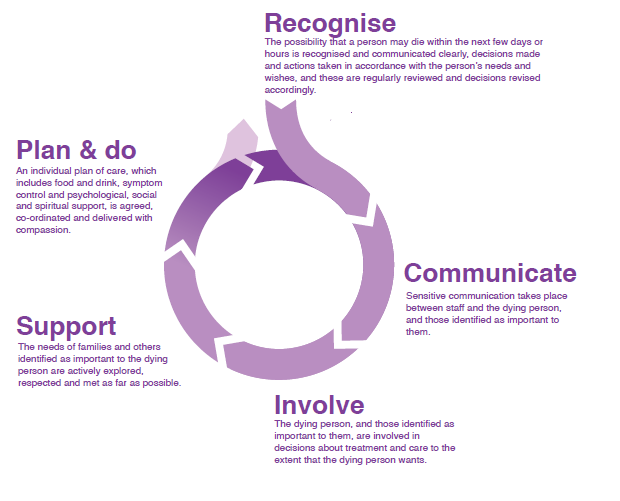 Recognise
The possibility that a person may die within the next few days or
hours is recognised and communicated clearly, decisions made
and actions taken in accordance with the person's needs and
wishes, and these are regularly reviewed and decisions revised
accordingly.
Communicate
Sensitive communication takes place
between staff and the dying person,
and those identified as important to
them.
Involve
The dying person, and those identified as
important to them, are involved in
decisions about treatment and care to the
extent that the dying person wants.
Support
The needs of families and others
identified as important to the dying
person are actively explored,
respected and met as far as possible.
Plan & do
An individual plan of care, which
includes food and drink, symptom
control and psychological, social
and spiritual support, is agreed,
co-ordinated and delivered with
compassion.